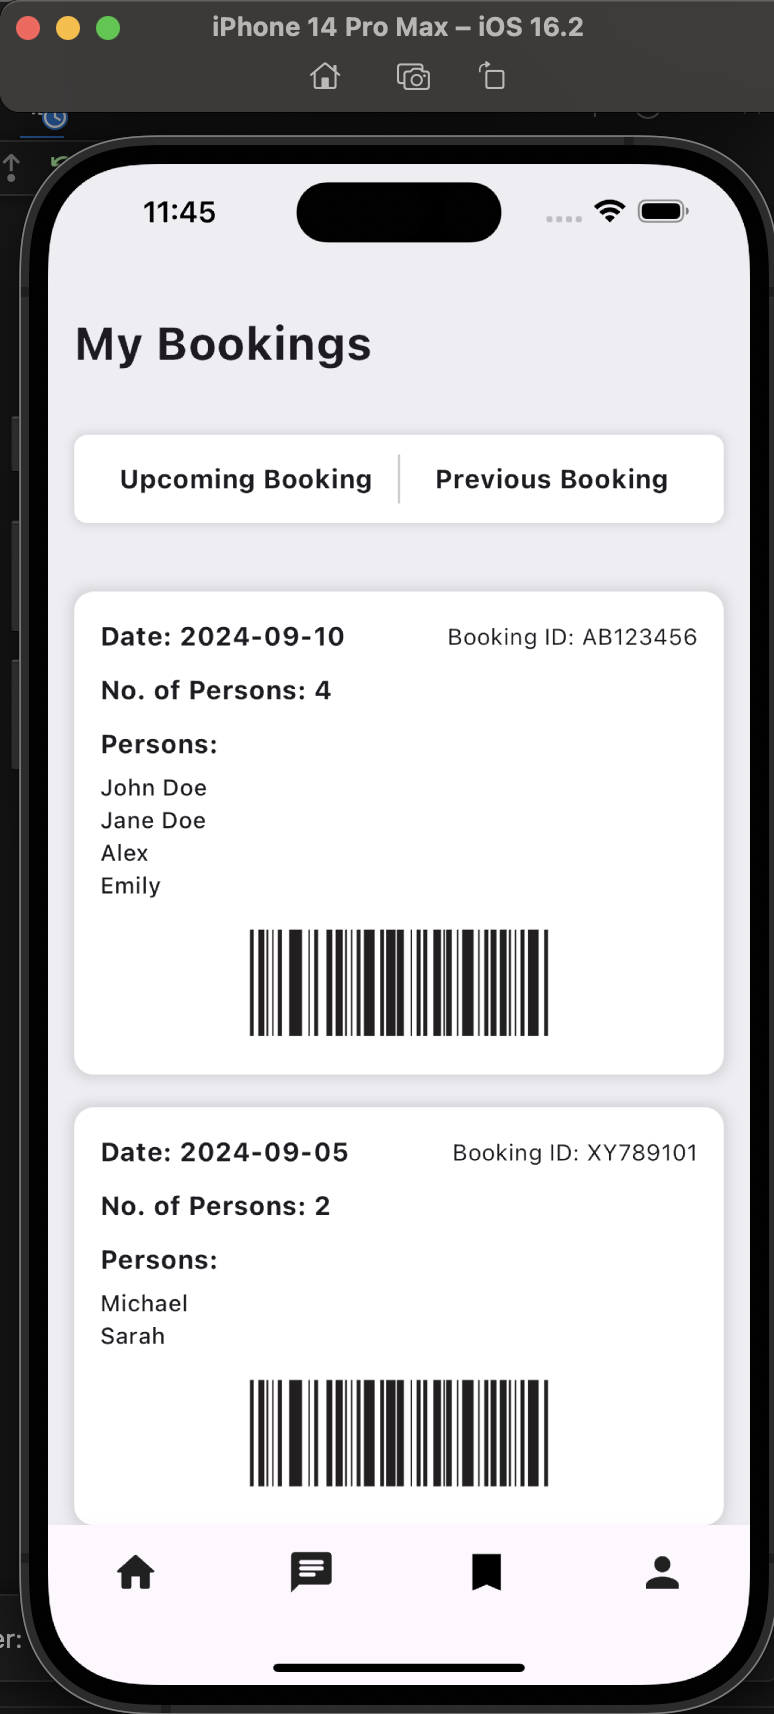 iPhone 14 Pro Max – iOS 16.2
11:45
My Bookings
Upcoming Booking
Previous Booking
Date: 2024-09-10
Booking ID: AB123456
No. of Persons: 4
Persons:
John Doe
Jane Doe
Alex
Emily
Date: 2024-09-05
Booking ID: XY789101
No. of Persons: 2
Persons:
Michael
Sarah
er: